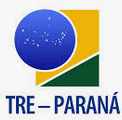 TRE – PARANÁ